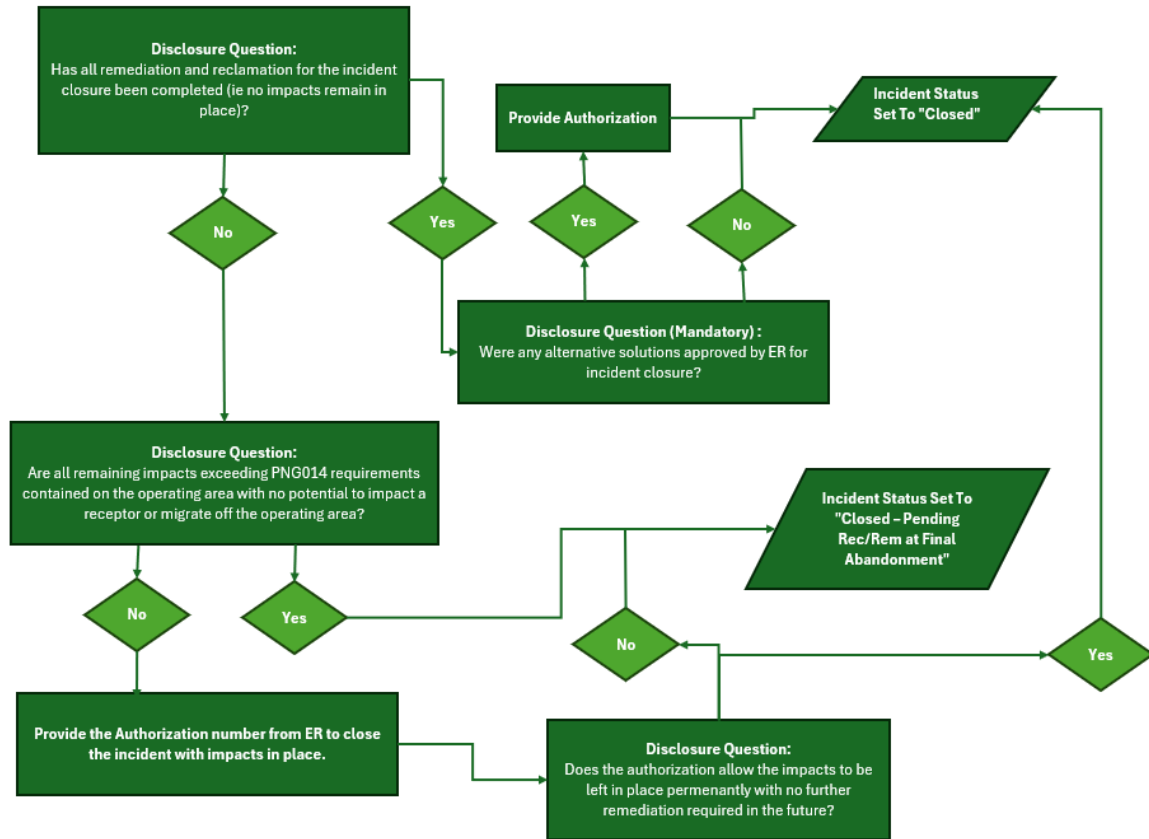 Disclosure Question:
Has all remediation and reclamation for the incident
closure been completed (ie no impacts remain in
place)?
Provide Authorization
Incident Status
Set To "Closed"
No
Yes
Yes
No
Disclosure Question (Mandatory) :
Were any alternative solutions approved by ER for
incident closure?
Disclosure Question:
Are all remaining impacts exceeding PNG014 requirements
contained on the operating area with no potential to impact a
receptor or migrate off the operating area?
Incident Status Set To
"Closed – Pending
Rec/Rem at Final
Abandonment"
No
Yes
No
Yes
Provide the Authorization number from ER to close
the incident with impacts in place.
Disclosure Question:
Does the authorization allow the impacts to be
left in place permenantly with no further
remediation required in the future?